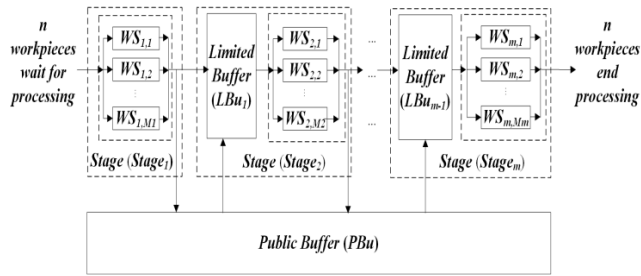 n
workpieces
wait for
processing
WS1,1
WS1,2
⋮
WS1,M1
Stage (Stage1)
Limited
Buffer
(LBu1)
WS2,1
WS2,2
⋮
WS2,M2
Stage (Stage2)
...
...
...
Limited
Buffer
(LBum-1)
WSm,1
WSm,2
⋮
WSm,Mm
Stage (Stagem)
n
workpieces
end
processing
Public Buffer (PBu)